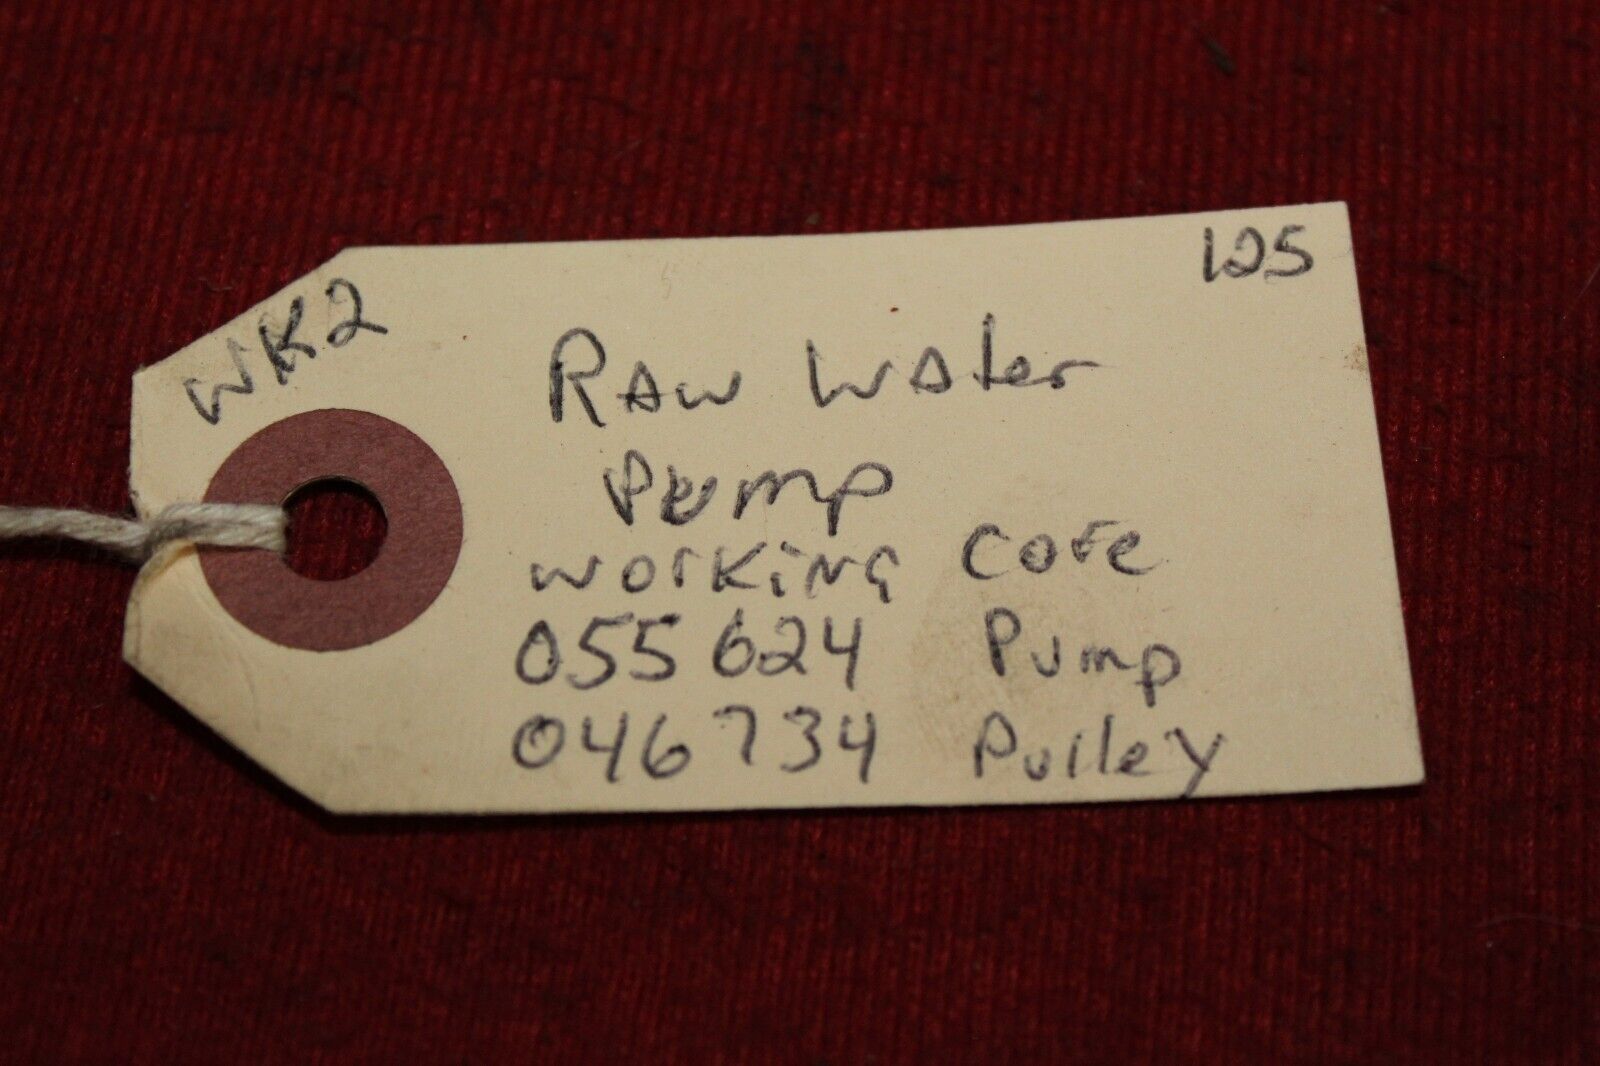 125
WK2
RAW WATer
Pump
WorKiNG Core
055624 Pump
046734 Pulley